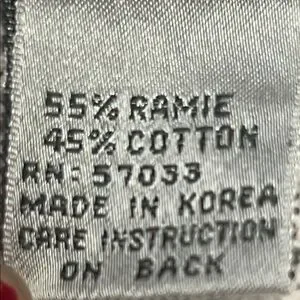 55% RAMIE
45% COTTON
RN: 57033
MADE IN KOREA
CARE INSTRUCTION
ON BACK